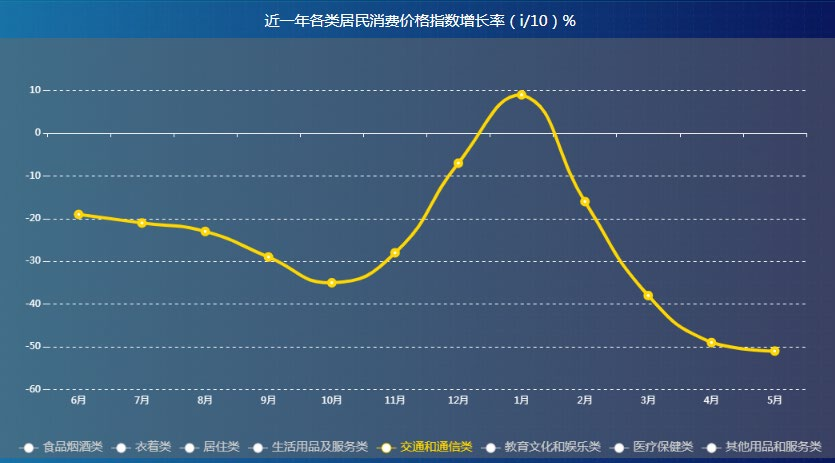 近一年各类居民消费价格指数增长率（i/10）%
10
0
-10
-20
-30
-40
-50
-60
6月 7月 8月 9月 10月 11月 12月 1月 2月 3月 4月 5月
食品烟酒类 衣着类 居住类 生活用品及服务类 交通和通信类 教育文化和娱乐类 医疗保健类 其他用品和服务类